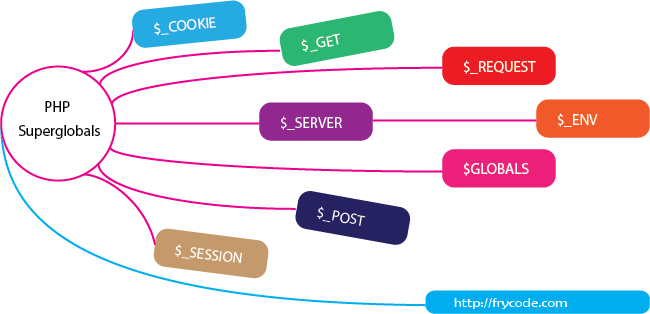 $_COOKIE
$_GET
$_REQUEST
PHP
Superglobals
$_SERVER
$_ENV
$GLOBALS
$_POST
$_SESSION
http://frycode.com